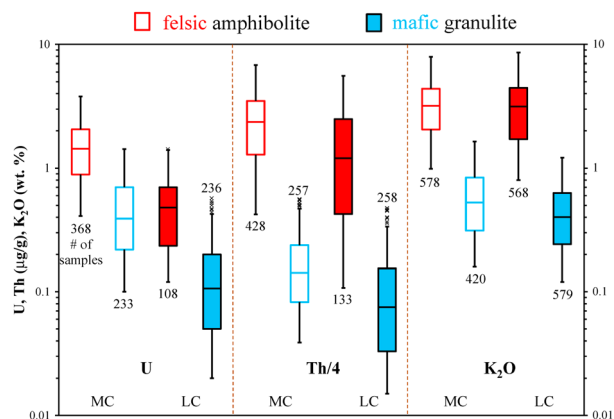 felsic amphibolite
mafic granulite
U, Th (µg/g), K₂O (wt. %)
10
1
0.1
0.01
10
1
0.1
0.01
368
# of
samples
233
108
236
428
257
133
258
578
420
568
579
U
Th/4
K₂O
MC
LC
MC
LC
MC
LC